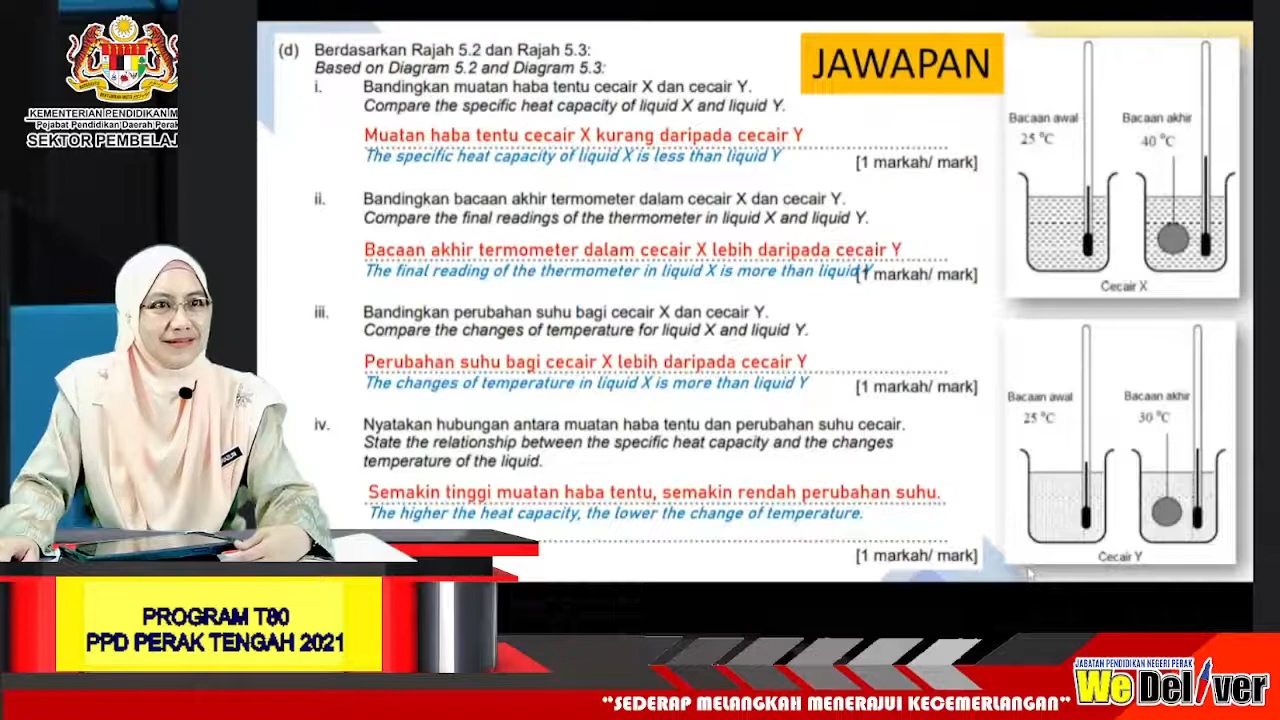 KEMENTERIAN PENDIDIKAN M
Pejabat Pendidikan Daerah Perak
SEKTOR PEMBELAJ
JAWAPAN
(d) Berdasarkan Rajah 5.2 dan Rajah 5.3:
Based on Diagram 5.2 and Diagram 5.3:
i. Bandingkan muatan haba tentu cecair X dan cecair Y.
Compare the specific heat capacity of liquid X and liquid Y.
Muatan haba tentu cecair X kurang daripada cecair Y
The specific heat capacity of liquid X is less than liquid Y
[1 markah/ mark]
ii. Bandingkan bacaan akhir termometer dalam cecair X dan cecair Y.
Compare the final readings of the thermometer in liquid X and liquid Y.
Bacaan akhir termometer dalam cecair X lebih daripada cecair Y
The final reading of the thermometer in liquid X is more than liquid Y
[1 markah/ mark]
iii. Bandingkan perubahan suhu bagi cecair X dan cecair Y.
Compare the changes of temperature for liquid X and liquid Y.
Perubahan suhu bagi cecair X lebih daripada cecair Y
The changes of temperature in liquid X is more than liquid Y
[1 markah/ mark]
iv. Nyatakan hubungan antara muatan haba tentu dan perubahan suhu cecair.
State the relationship between the specific heat capacity and the changes
temperature of the liquid.
Semakin tinggi muatan haba tentu, semakin rendah perubahan suhu.
The higher the heat capacity, the lower the change of temperature.
[1 markah/ mark]
Bacaan awal Bacaan akhir
25 °C 40 °C
Cecair X
Bacaan awal Bacaan akhir
25 °C 30 °C
Cecair Y
PROGRAM T80
PPD PERAK TENGAH 2021
JABATAN PENDIDIKAN NEGERI PERAK
We Deliver
"SEDERAP MELANGKAH MENERAJUI KECEMERLANGAN"